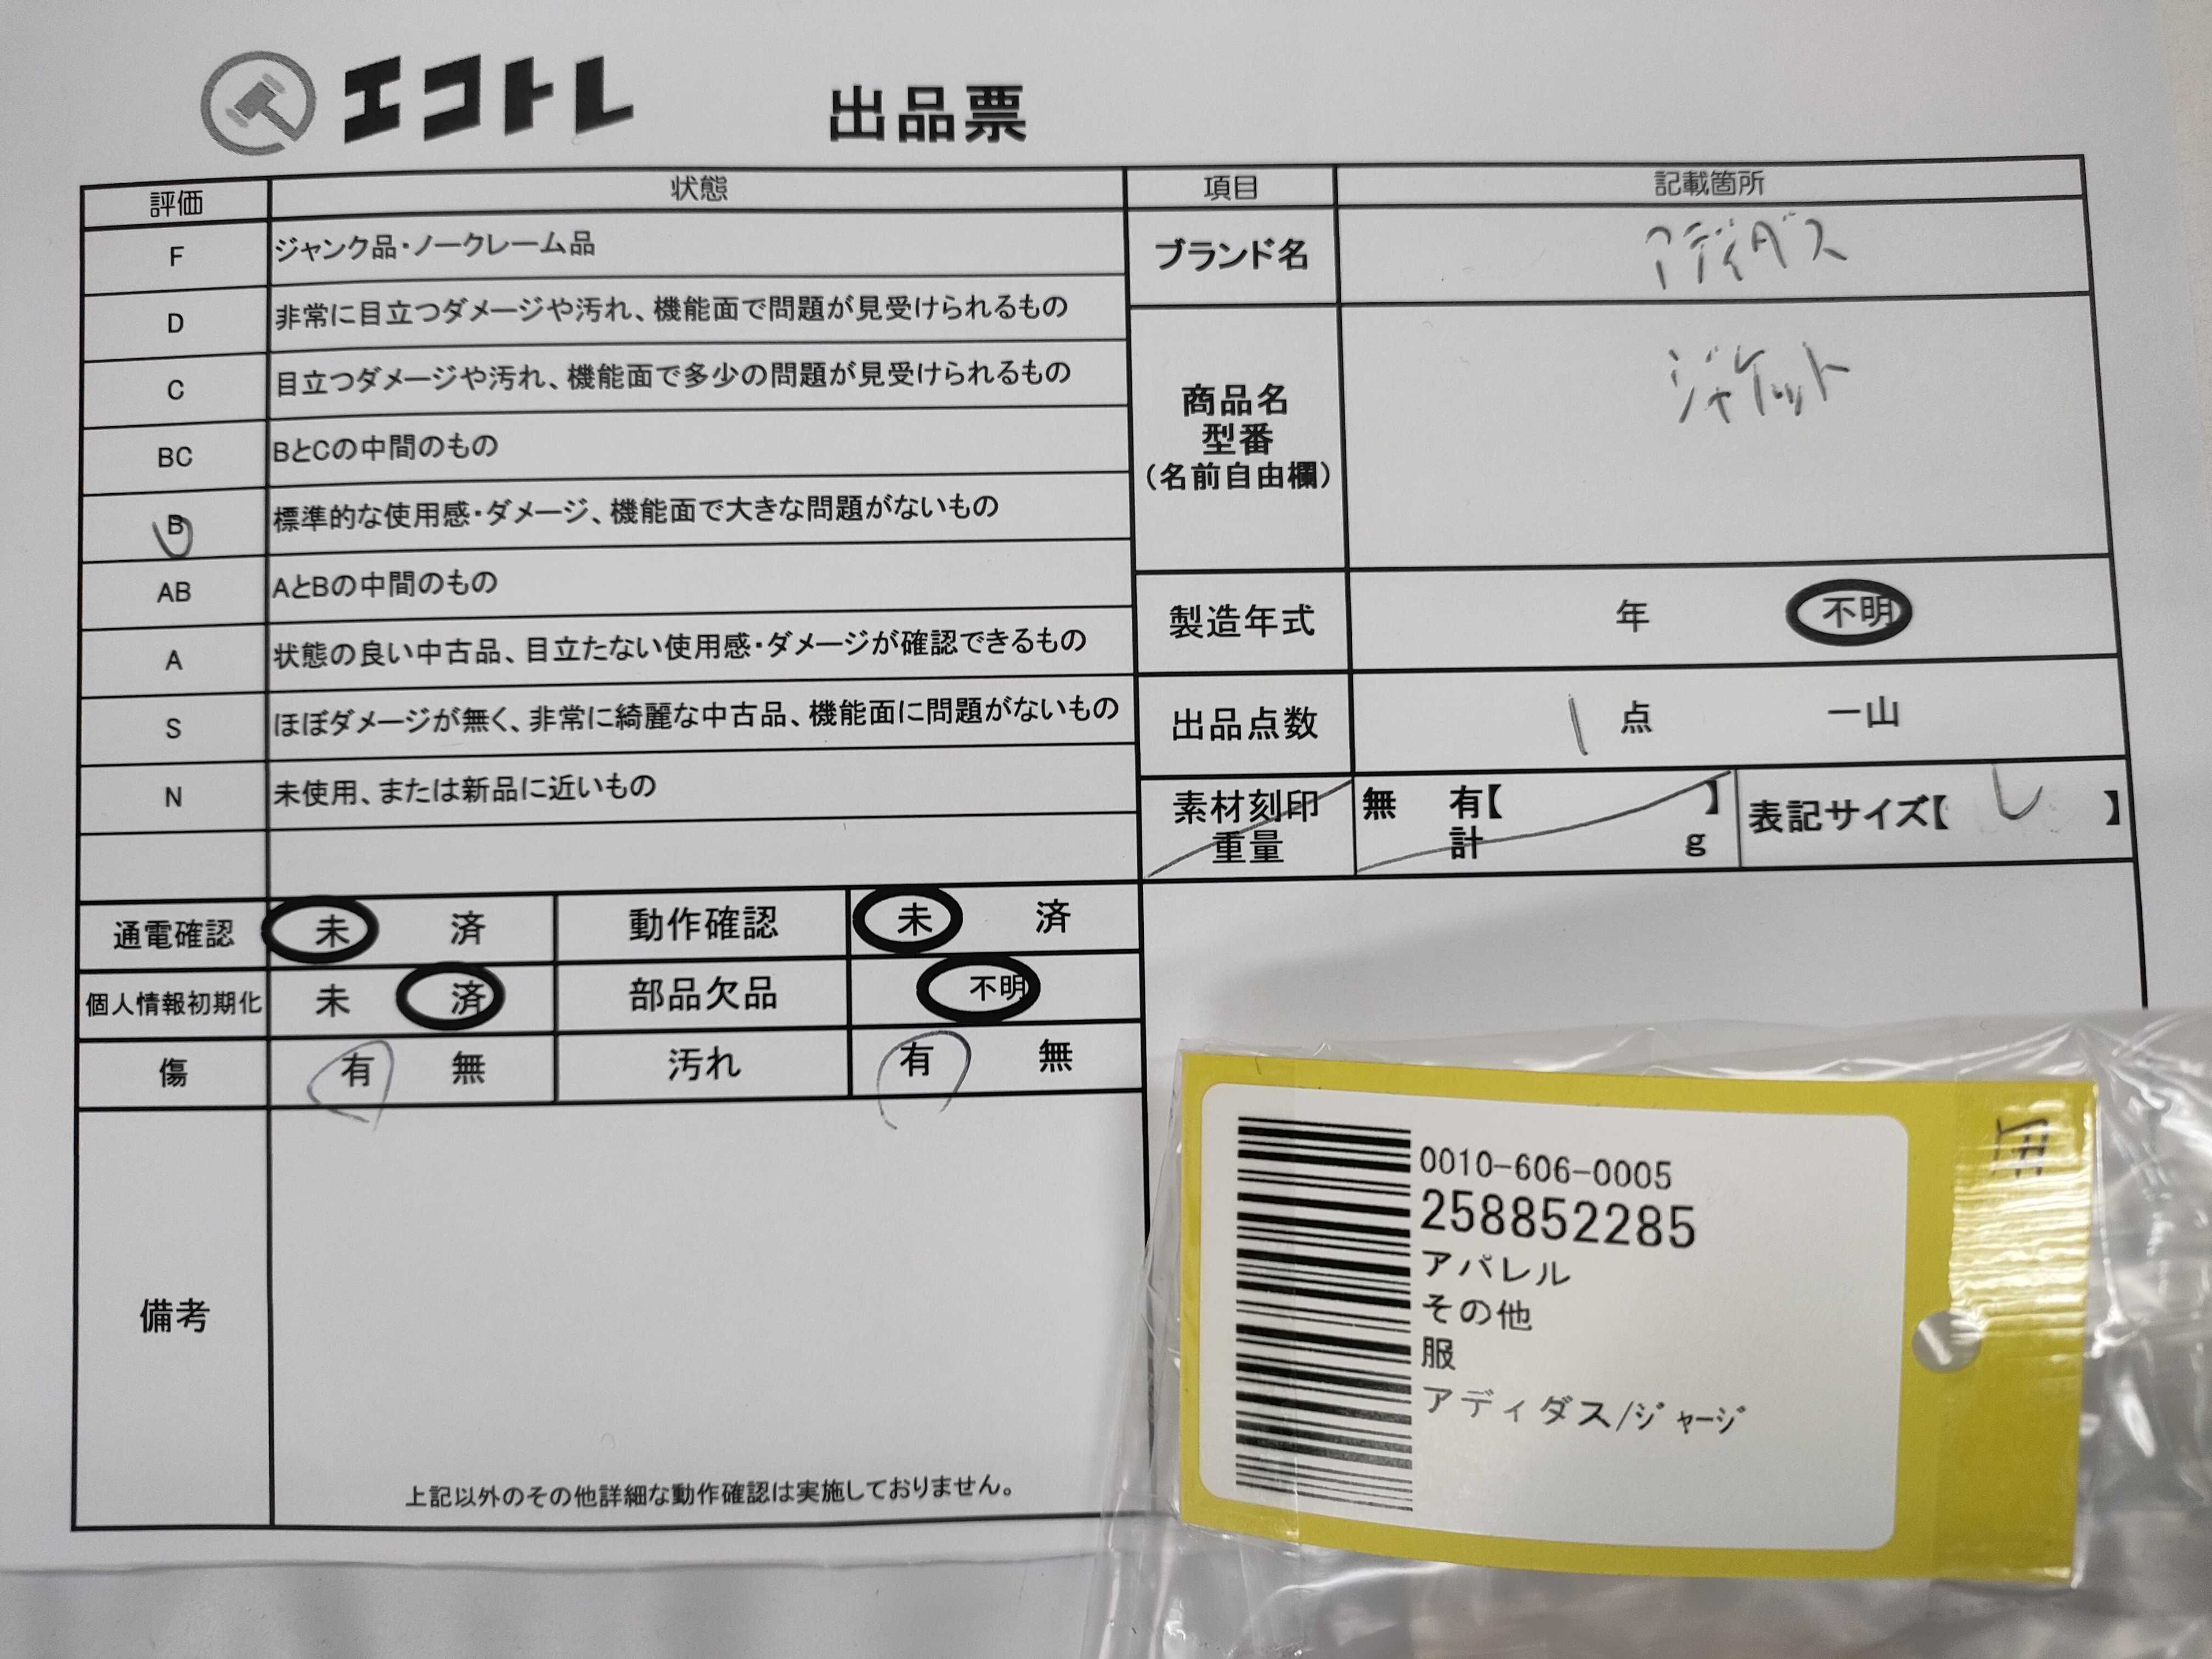 エコトレ 出品票
評価 状態
F ジャンク品・ノークレーム品
D 非常に目立つダメージや汚れ、機能面で問題が見受けられるもの
C 目立つダメージや汚れ、機能面で多少の問題が見受けられるもの
BC BとCの中間のもの
B 標準的な使用感・ダメージ、機能面で大きな問題がないもの
AB AとBの中間のもの
A 状態の良い中古品、目立たない使用感・ダメージが確認できるもの
S ほぼダメージが無く、非常に綺麗な中古品、機能面に問題がないもの
N 未使用、または新品に近いもの
通電確認 未 済 動作確認 未 済
個人情報初期化 未 済 部品欠品 不明
傷 有 無 汚れ 有 無
備考
上記以外のその他詳細な動作確認は実施しておりません。
項目 記載箇所
ブランド名 アディダス
商品名
型番
(名前自由欄)
ジャケット
製造年式 年 不明
出品点数 1 点 一山
素材刻印 無 有【 】 表記サイズ【 L 】
重量 計 g
0010-606-0005
258852285
アパレル
その他
服
アディダス/ジャージ